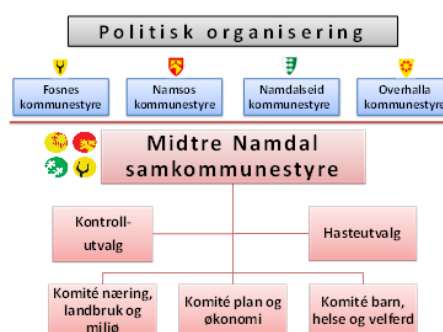 Politisk organisering
Fosnes
kommunestyre
Namsos
kommunestyre
Namdalseid
kommunestyre
Overhalla
kommunestyre
Midtre Namdal
samkommunestyre
Kontroll-
utvalg
Hasteutvalg
Komité næring,
landbruk og
miljø
Komité plan og
økonomi
Komité barn,
helse og velferd